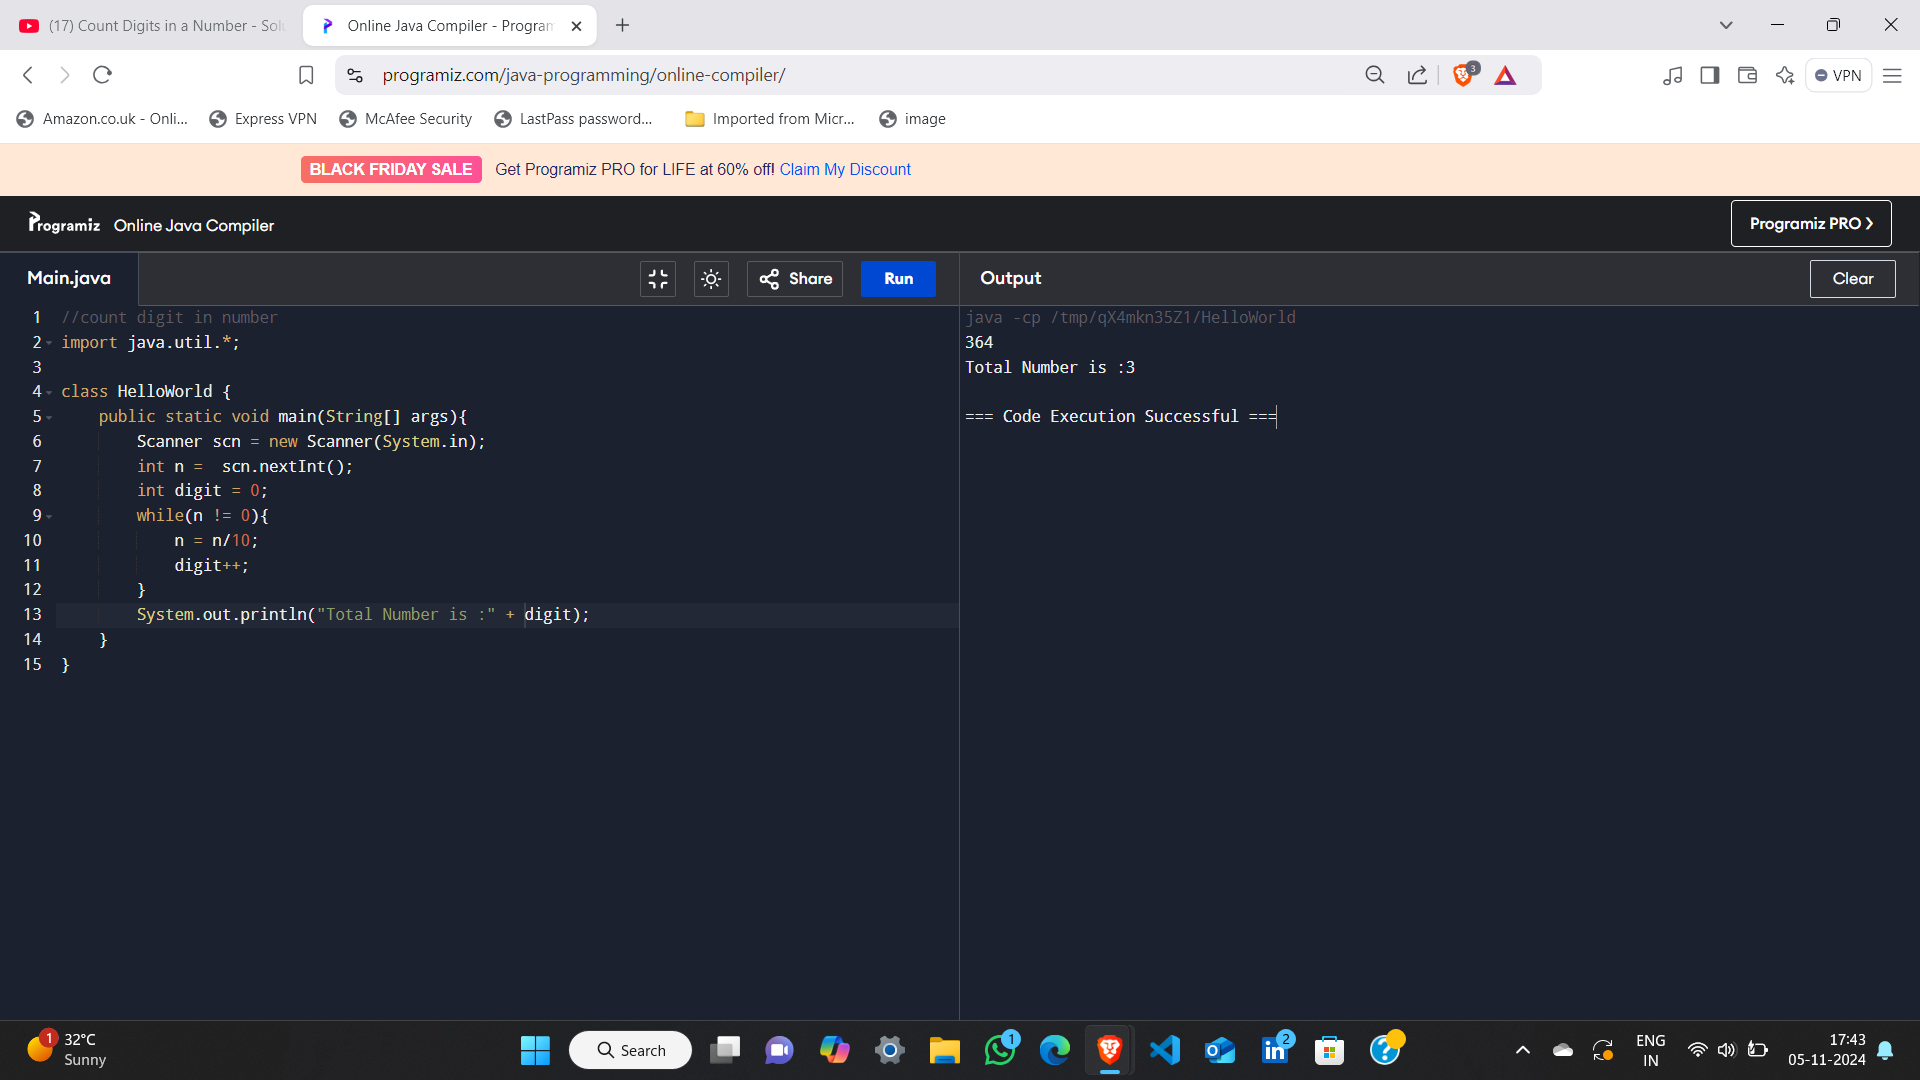 (17) Count Digits in a Number - Sol
Online Java Compiler - Program
programiz.com/java-programming/online-compiler/
3
VPN
Amazon.co.uk - Onli...
Express VPN
McAfee Security
LastPass password...
Imported from Micr...
image
BLACK FRIDAY SALE Get Programiz PRO for LIFE at 60% off! Claim My Discount
Programiz Online Java Compiler
Programiz PRO ❯
Main.java
Share
Run
Output
Clear
1 //count digit in number
2 import java.util.*;
3
4 class HelloWorld {
5 public static void main(String[] args){
6 Scanner scn = new Scanner(System.in);
7 int n =  scn.nextInt();
8 int digit = 0;
9 while(n != 0){
10 n = n/10;
11 digit++;
12 }
13 System.out.println("Total Number is :" + digit);
14 }
15 }
java -cp /tmp/qX4mkn35Z1/HelloWorld
364
Total Number is :3
=== Code Execution Successful ===
1
32°C
Sunny
Search
1
2
ENG
IN
17:43
05-11-2024